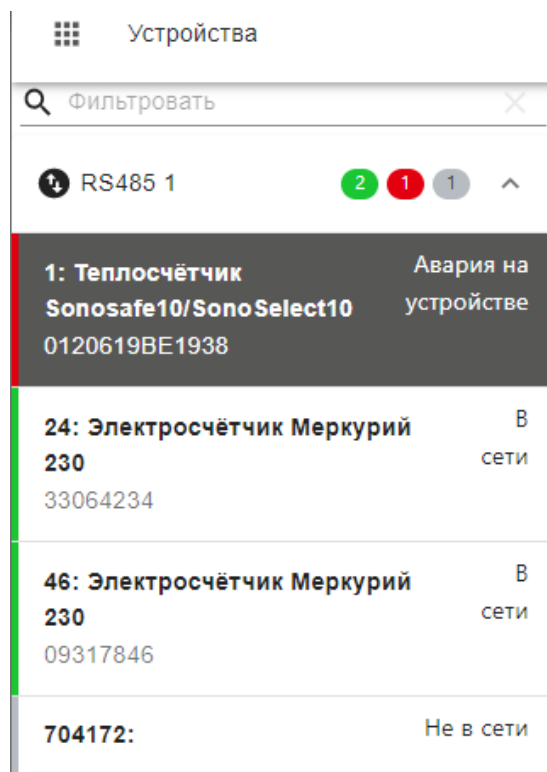 Устройства
Фильтровать
RS485 1 2 1 1
1: Теплосчётчик Авария на
Sonosafe10/SonoSelect10 устройстве
0120619BE1938
24: Электросчётчик Меркурий В
230 сети
33064234
46: Электросчётчик Меркурий В
230 сети
09317846
704172: Не в сети